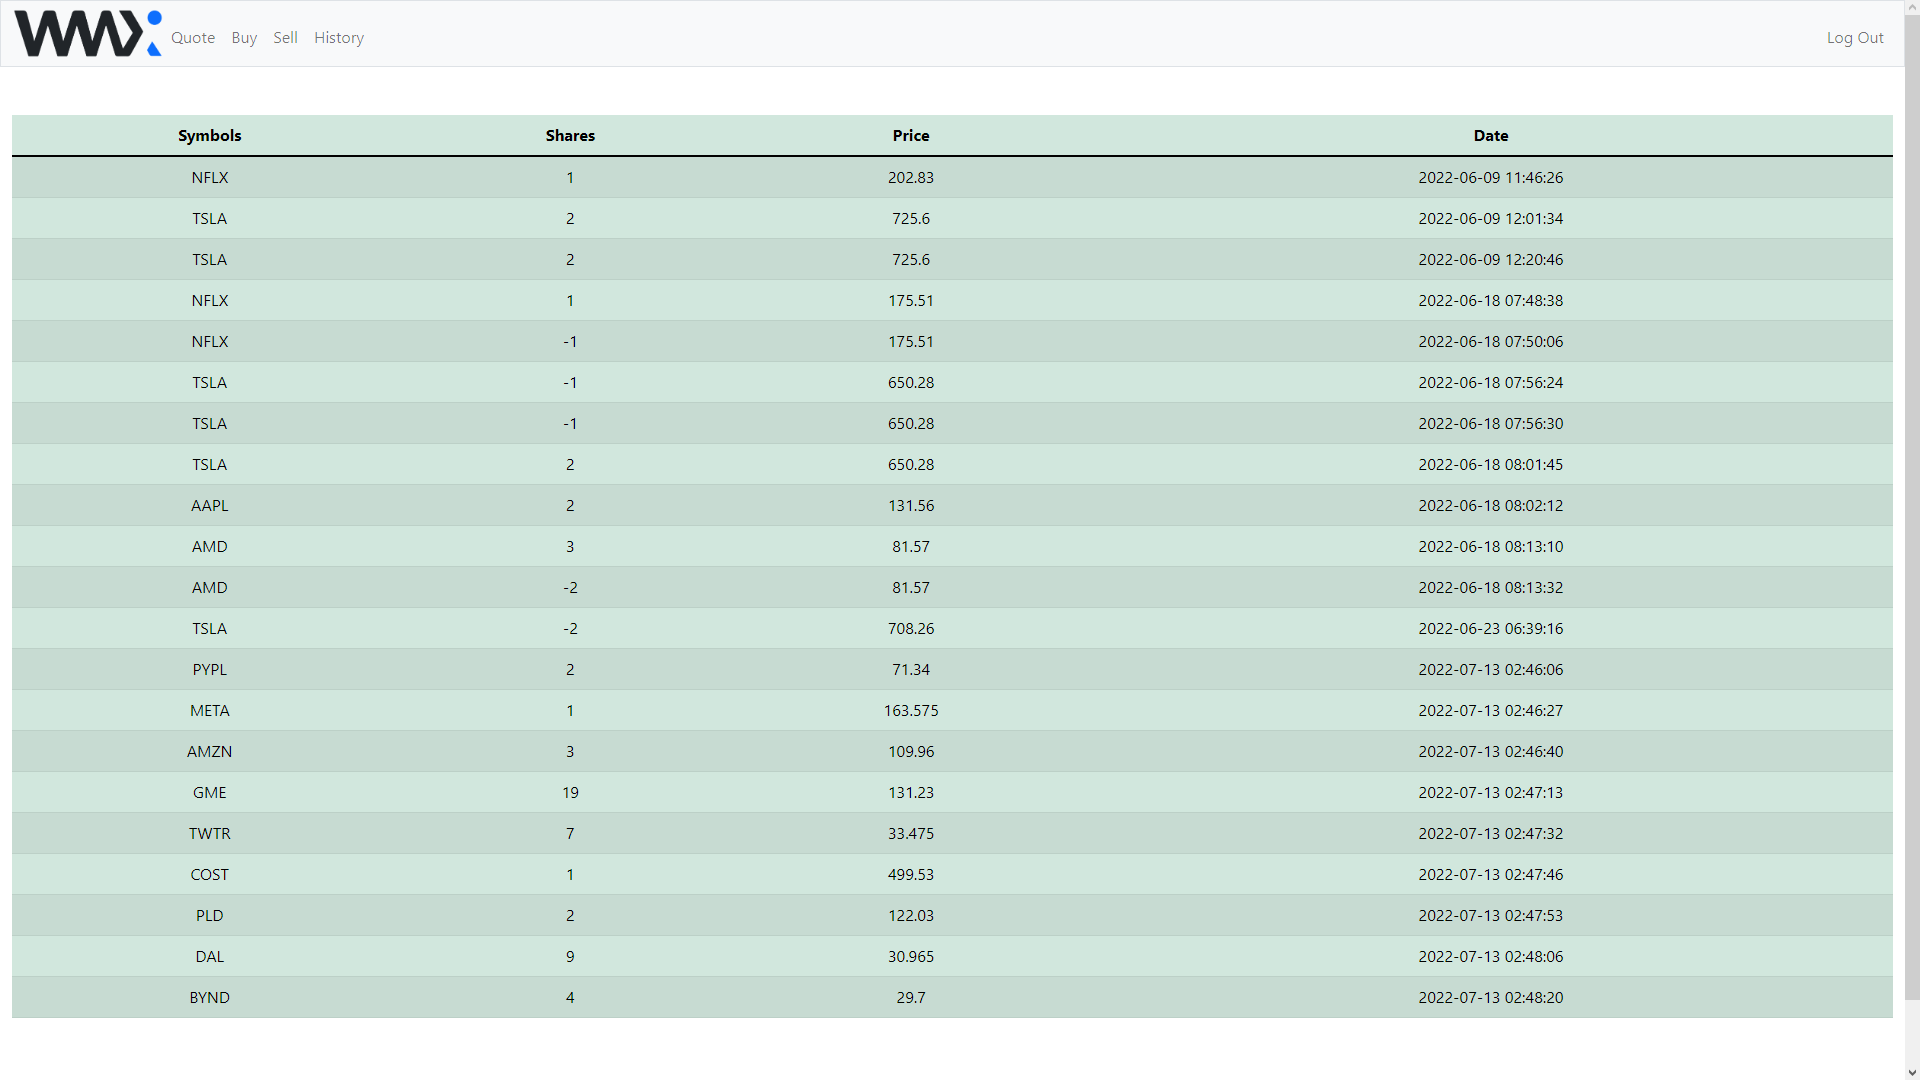 WMX Quote Buy Sell History Log Out
Symbols Shares Price Date
NFLX 1 202.83 2022-06-09 11:46:26
TSLA 2 725.6 2022-06-09 12:01:34
TSLA 2 725.6 2022-06-09 12:20:46
NFLX 1 175.51 2022-06-18 07:48:38
NFLX -1 175.51 2022-06-18 07:50:06
TSLA -1 650.28 2022-06-18 07:56:24
TSLA -1 650.28 2022-06-18 07:56:30
TSLA 2 650.28 2022-06-18 08:01:45
AAPL 2 131.56 2022-06-18 08:02:12
AMD 3 81.57 2022-06-18 08:13:10
AMD -2 81.57 2022-06-18 08:13:32
TSLA -2 708.26 2022-06-23 06:39:16
PYPL 2 71.34 2022-07-13 02:46:06
META 1 163.575 2022-07-13 02:46:27
AMZN 3 109.96 2022-07-13 02:46:40
GME 19 131.23 2022-07-13 02:47:13
TWTR 7 33.475 2022-07-13 02:47:32
COST 1 499.53 2022-07-13 02:47:46
PLD 2 122.03 2022-07-13 02:47:53
DAL 9 30.965 2022-07-13 02:48:06
BYND 4 29.7 2022-07-13 02:48:20